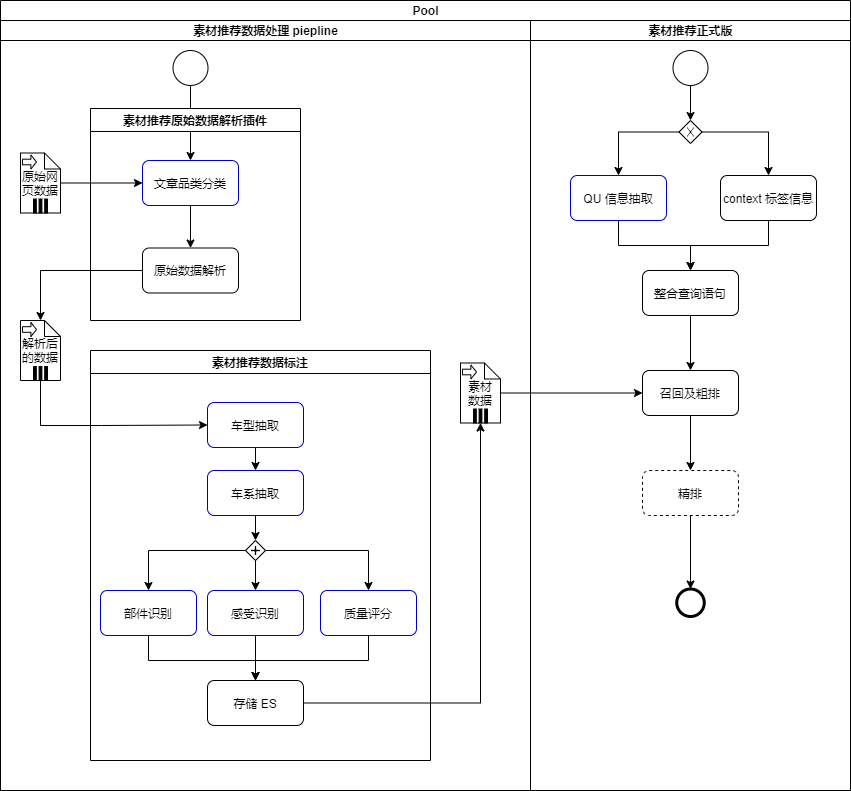 Pool
素材推荐数据处理 piepline
素材推荐正式版
素材推荐原始数据解析插件
原始网
页数据
文章品类分类
原始数据解析
解析后
的数据
素材推荐数据标注
车型抽取
车系抽取
部件识别
感受识别
质量评分
存储 ES
素材
数据
X
QU 信息抽取
context 标签信息
整合查询语句
召回及粗排
精排